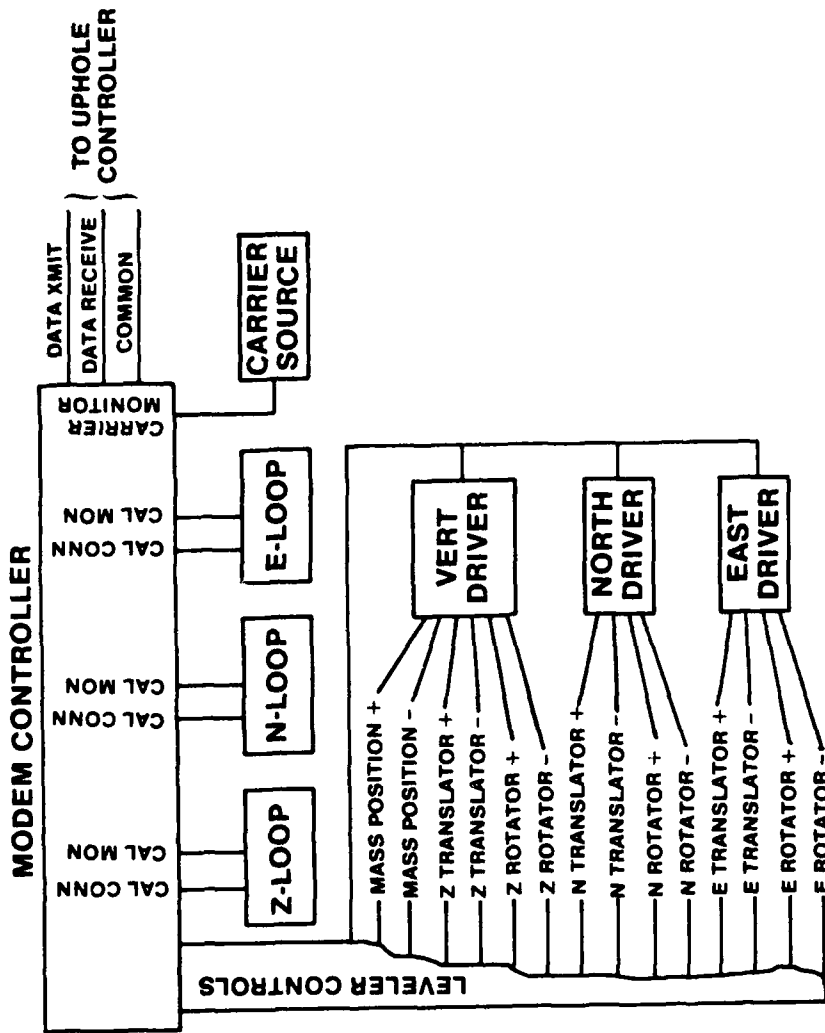 MODEM CONTROLLER
DATA XMIT
DATA RECEIVE
COMMON
TO UPHOLE
CONTROLLER
CARRIER
MONITOR
CARRIER
SOURCE
CAL CONN
CAL MON
E-LOOP
CAL CONN
CAL MON
N-LOOP
CAL CONN
CAL MON
Z-LOOP
LEVELER CONTROLS
MASS POSITION +
MASS POSITION -
Z TRANSLATOR +
Z TRANSLATOR -
Z ROTATOR +
Z ROTATOR -
VERT
DRIVER
N TRANSLATOR +
N TRANSLATOR -
N ROTATOR +
N ROTATOR -
NORTH
DRIVER
E TRANSLATOR +
E TRANSLATOR -
E ROTATOR +
E ROTATOR -
EAST
DRIVER